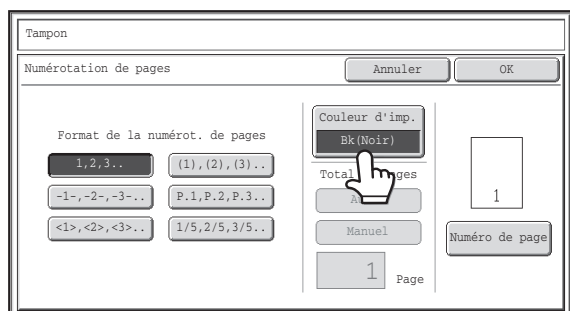 Tampon
Numérotation de pages
Annuler
OK
Format de la numérot. de pages
1,2,3..
(1),(2),(3)..
-1-,-2-,-3-..
P.1,P.2,P.3..
<1>,<2>,<3>..
1/5,2/5,3/5..
Couleur d'imp.
Bk(Noir)
Manuel
1 Page
1
Numéro de page